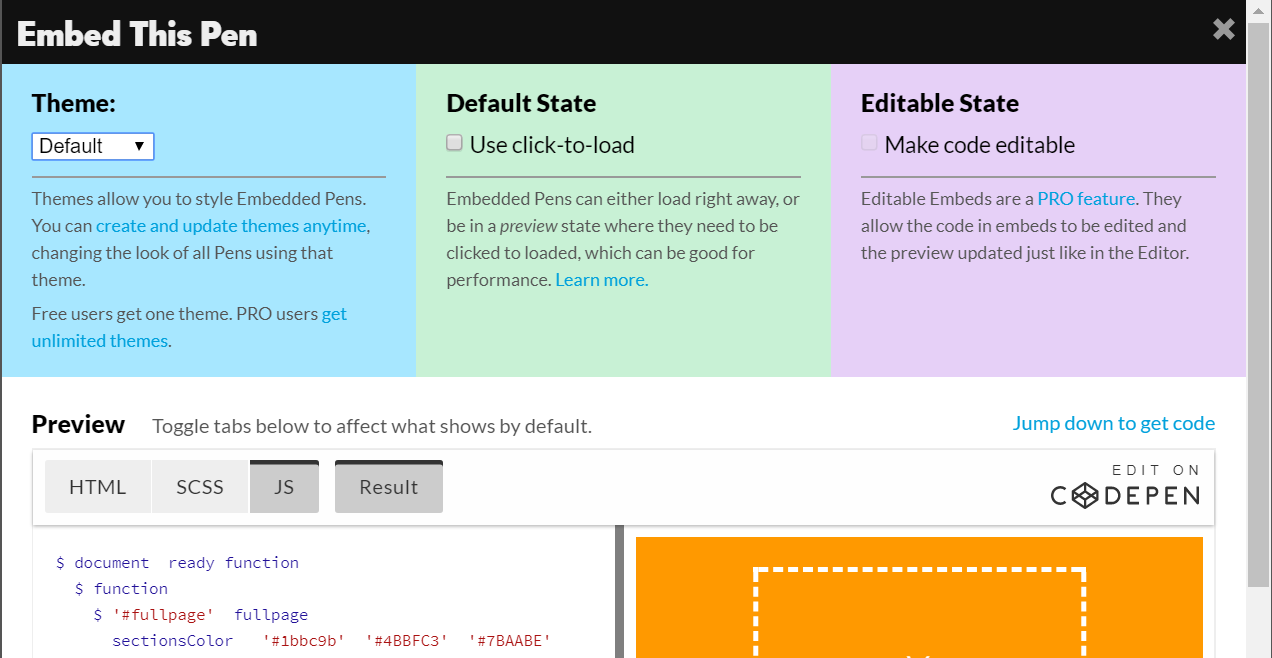 Embed This Pen
Theme:
Default
Themes allow you to style Embedded Pens.
You can create and update themes anytime,
changing the look of all Pens using that
theme.
Free users get one theme. PRO users get
unlimited themes.
Default State
Use click-to-load
Embedded Pens can either load right away, or
be in a preview state where they need to be
clicked to loaded, which can be good for
performance. Learn more.
Editable State
Make code editable
Editable Embeds are a PRO feature. They
allow the code in embeds to be edited and
the preview updated just like in the Editor.
Preview Toggle tabs below to affect what shows by default. Jump down to get code
HTML SCSS JS Result
EDIT ON
CODEPEN
$ document ready function
$ function
$ '#fullpage' fullpage
sectionsColor '#1bbc9b' '#4BBFC3' '#7BAABE'